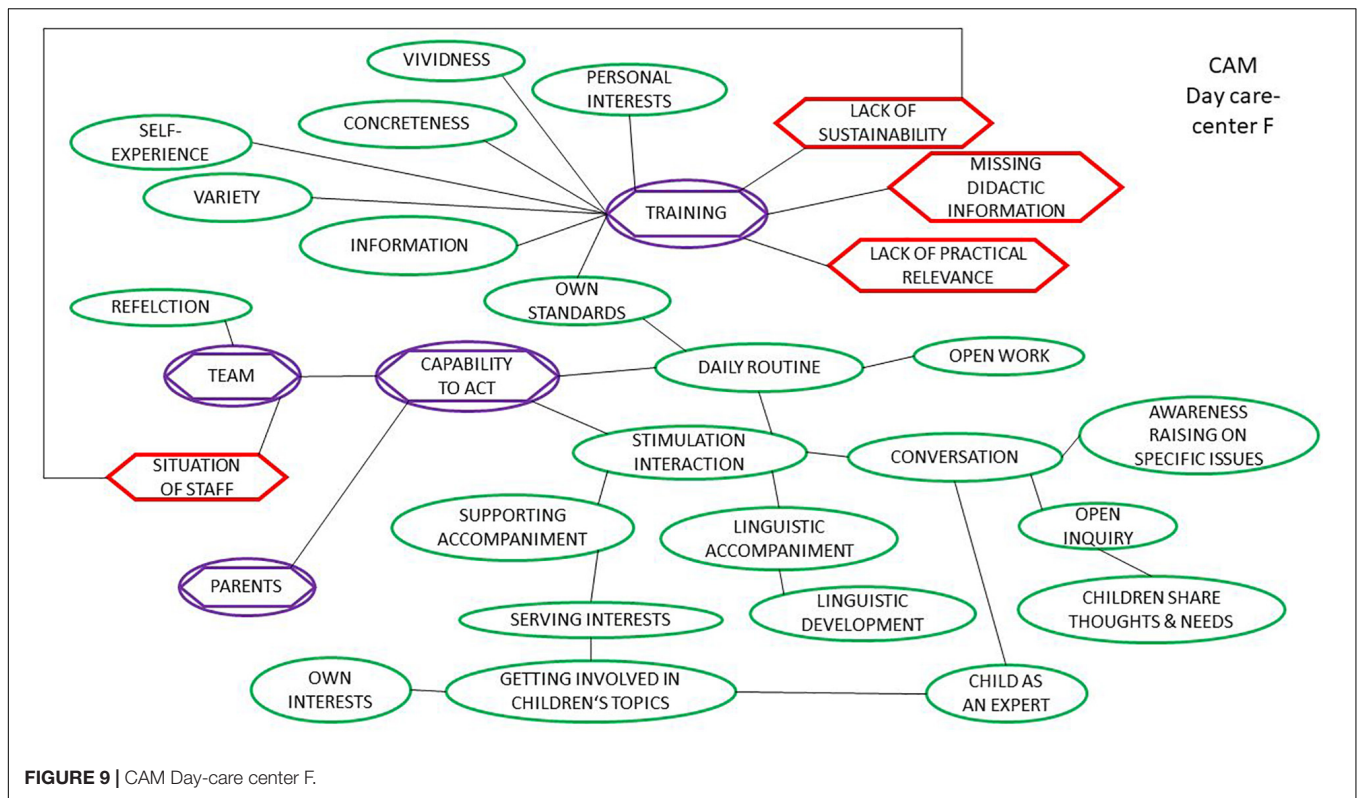 VIVIDNESS
PERSONAL
INTERESTS
CAM
Day care-
center F
SELF-
EXPERIENCE
CONCRETENESS
LACK OF
SUSTAINABILITY
VARIETY
TRAINING
MISSING
DIDACTIC
INFORMATION
INFORMATION
LACK OF PRACTICAL
RELEVANCE
REFELCTION
OWN
STANDARDS
TEAM
CAPABILITY
TO ACT
DAILY ROUTINE
OPEN WORK
SITUATION
OF STAFF
STIMULATION
INTERACTION
CONVERSATION
AWARENESS
RAISING ON
SPECIFIC ISSUES
SUPPORTING
ACCOMPANIMENT
LINGUISTIC
ACCOMPANIMENT
OPEN
INQUIRY
PARENTS
SERVING INTERESTS
LINGUISTIC
DEVELOPMENT
CHILDREN SHARE
THOUGHTS & NEEDS
OWN
INTERESTS
GETTING INVOLVED IN
CHILDREN‘S TOPICS
CHILD AS
AN EXPERT
FIGURE 9 | CAM Day-care center F.